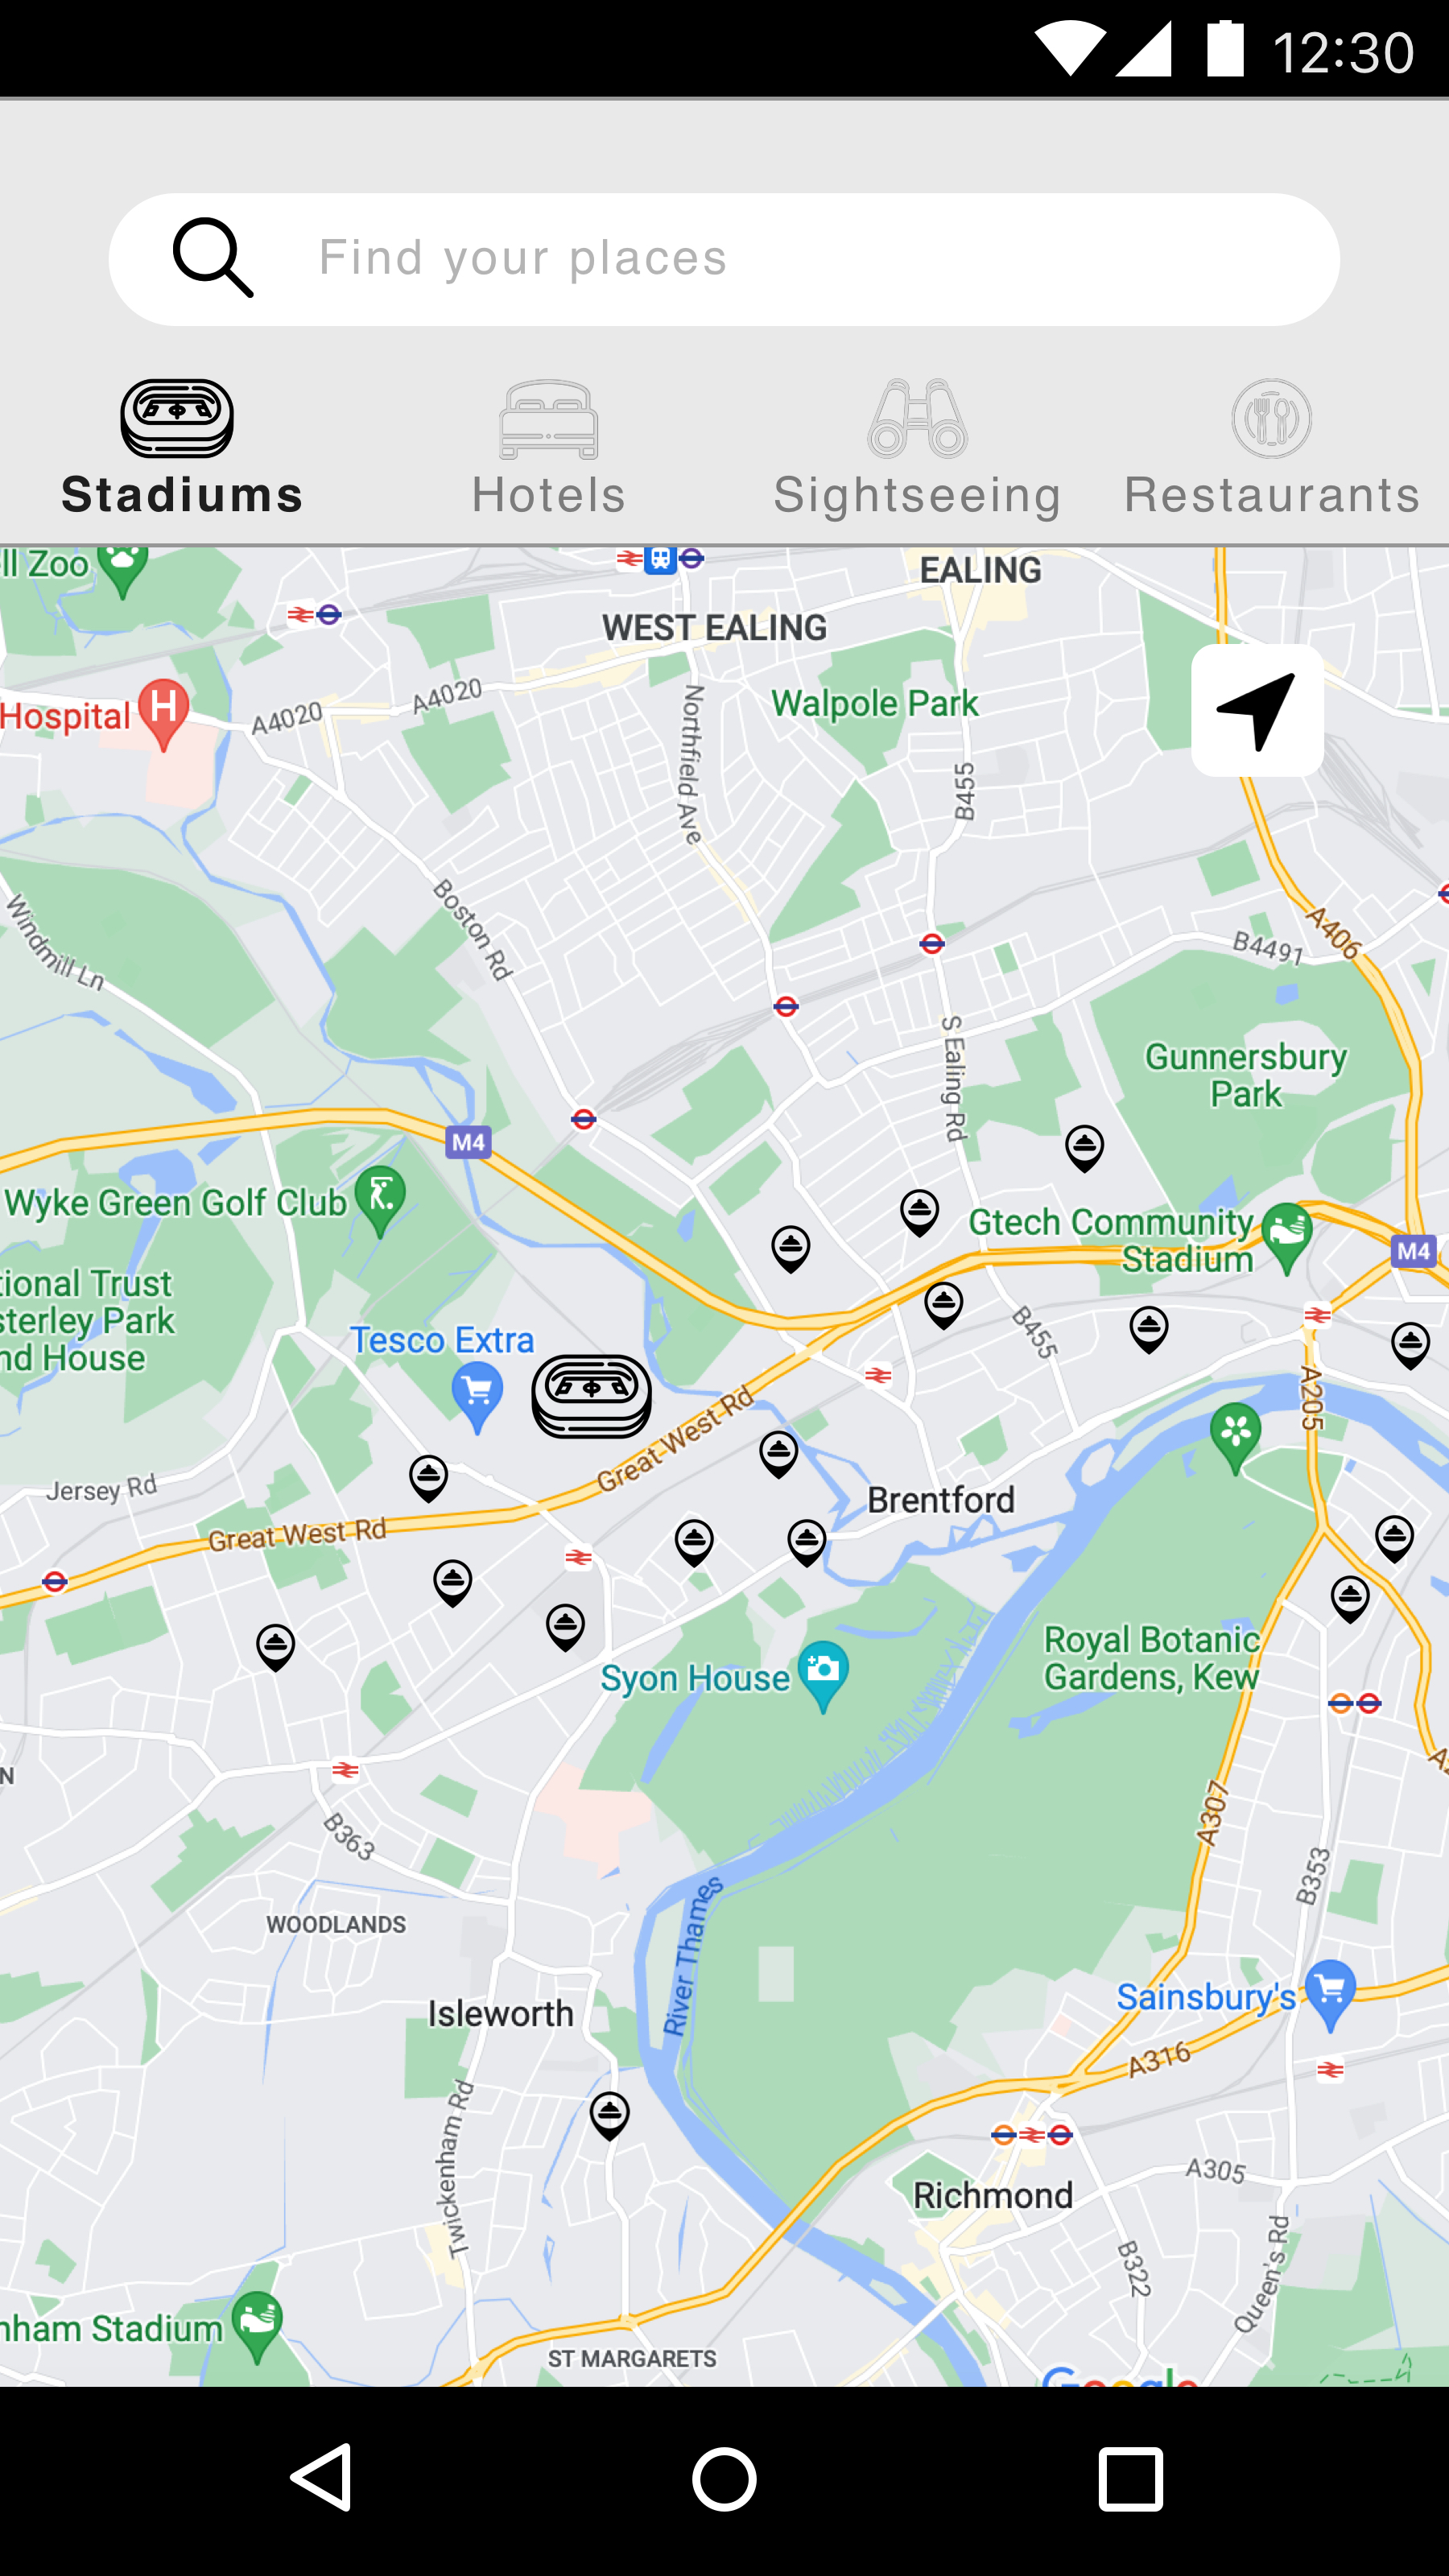 12:30
Find your places
Stadiums
Hotels
Sightseeing
Restaurants
ll Zoo
EALING
WEST EALING
Hospital
H
A4020
A4020
Walpole Park
Northfield Ave
B455
Windmill Ln
Boston Rd
A406
B4491
S Ealing Rd
Gunnersbury
Park
M4
Wyke Green Golf Club
Gtech Community
Stadium
M4
tional Trust
sterley Park
nd House
Tesco Extra
B455
A205
Great West Rd
Jersey Rd
Great West Rd
Brentford
Royal Botanic
Gardens, Kew
Syon House
N
A307
B363
B353
WOODLANDS
River Thames
Isleworth
Sainsbury's
A316
Twickenham Rd
A305
Richmond
B322
Queen's Rd
nham Stadium
ST MARGARETS
Google